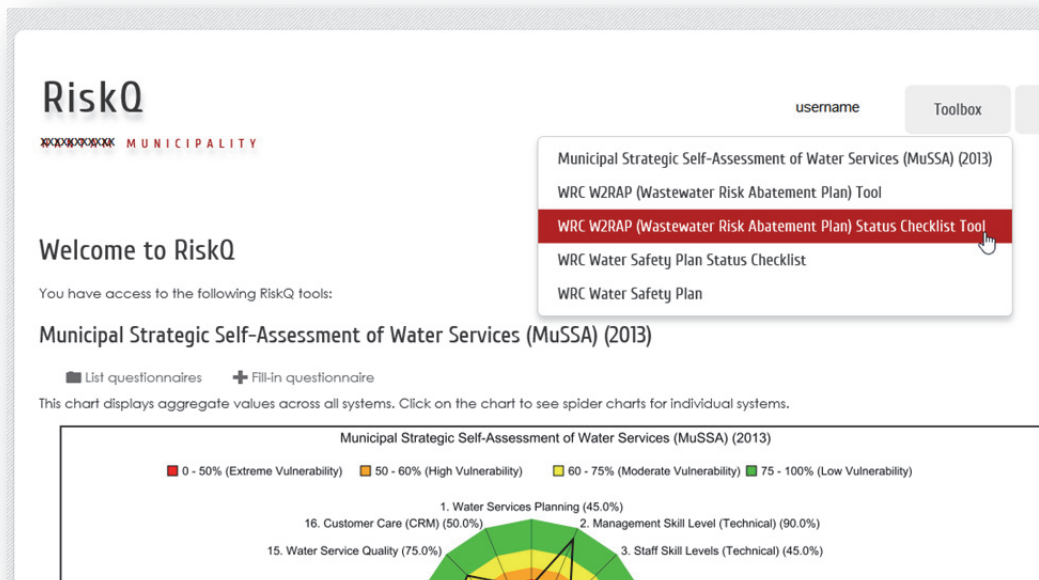 RiskQ
MUNICIPALITY
username
Toolbox
Municipal Strategic Self-Assessment of Water Services (MuSSA) (2013)
WRC W2RAP (Wastewater Risk Abatement Plan) Tool
WRC W2RAP (Wastewater Risk Abatement Plan) Status Checklist Tool
WRC Water Safety Plan Status Checklist
WRC Water Safety Plan
Welcome to RiskQ
You have access to the following RiskQ tools:
Municipal Strategic Self-Assessment of Water Services (MuSSA) (2013)
List questionnaires Fill-in questionnaire
This chart displays aggregate values across all systems. Click on the chart to see spider charts for individual systems.
Municipal Strategic Self-Assessment of Water Services (MuSSA) (2013)
0 - 50% (Extreme Vulnerability) 50 - 60% (High Vulnerability) 60 - 75% (Moderate Vulnerability) 75 - 100% (Low Vulnerability)
1. Water Services Planning (45.0%)
16. Customer Care (CRM) (50.0%) 2. Management Skill Level (Technical) (90.0%)
15. Water Service Quality (75.0%) 3. Staff Skill Levels (Technical) (45.0%)